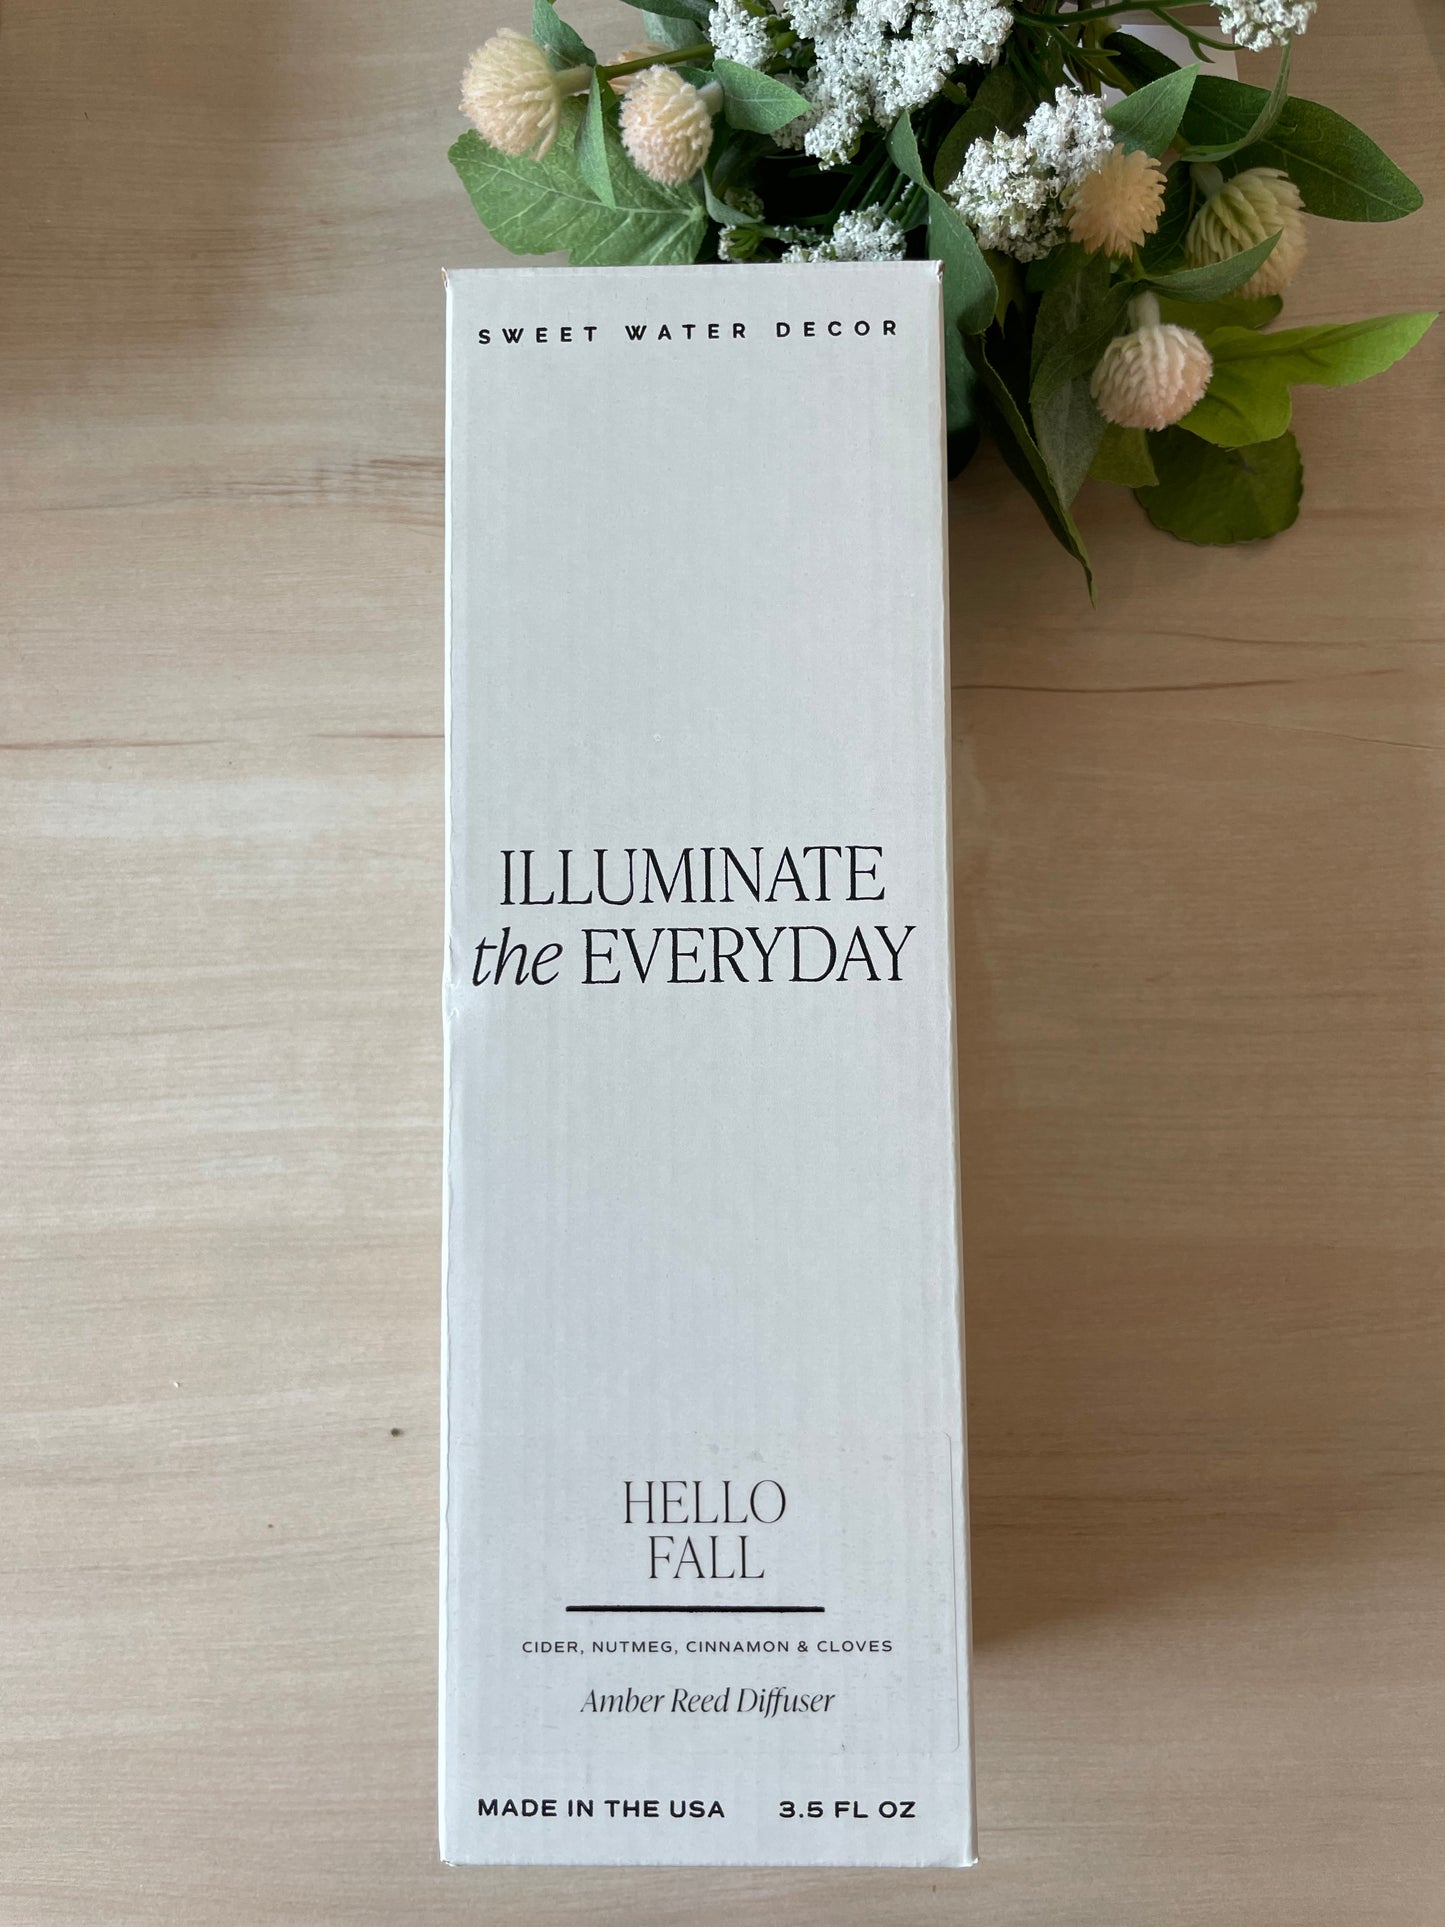 SWEET WATER DECOR
ILLUMINATE
the EVERYDAY
HELLO
FALL
CIDER, NUTMEG, CINNAMON & CLOVES
Amber Reed Diffuser
MADE IN THE USA 3.5 FL OZ